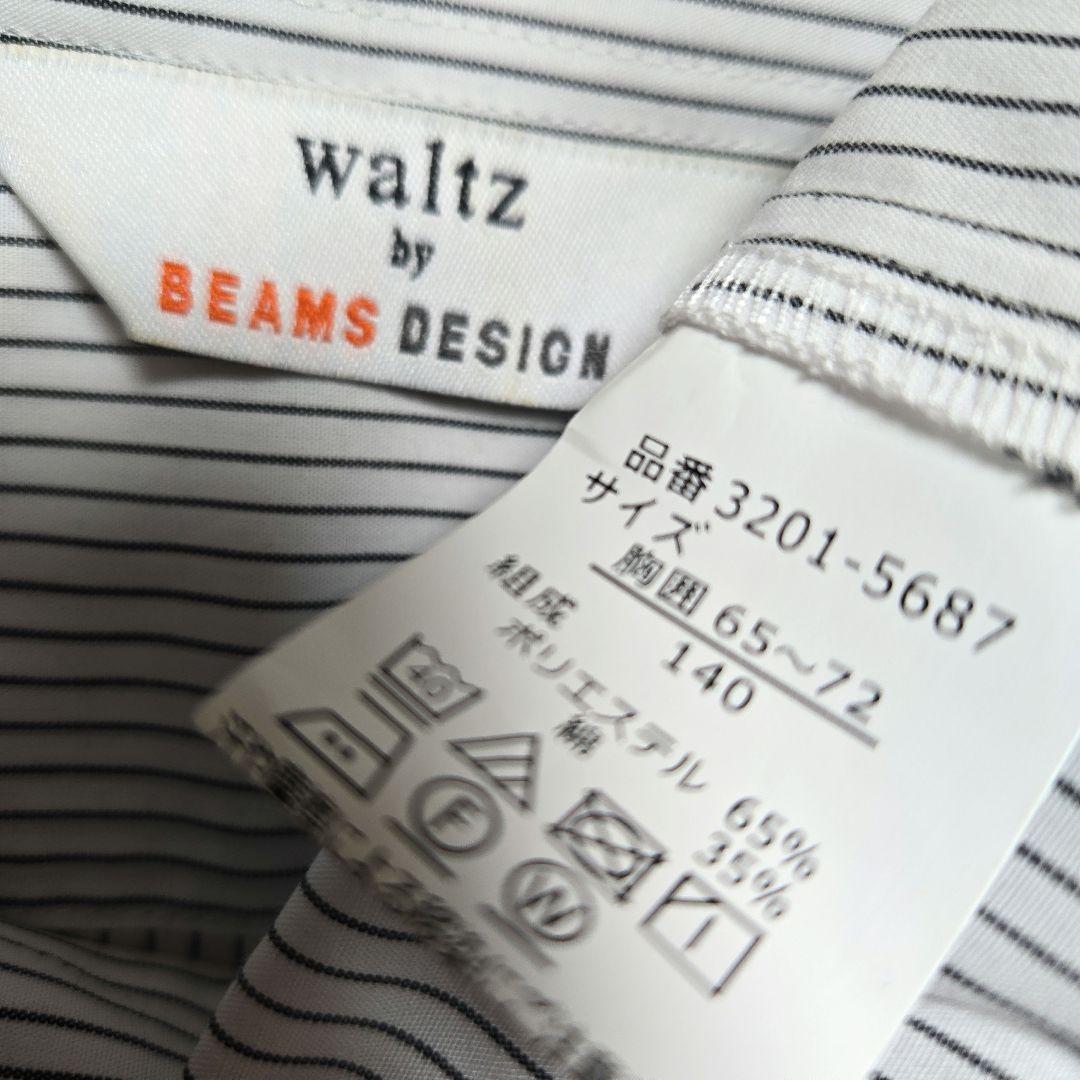 waltz
by
BEAMS DESIGN
品番 3201-5687
サイズ
胸囲 65～72
140
組成
ポリエステル 65%
綿 35%
40
F
W